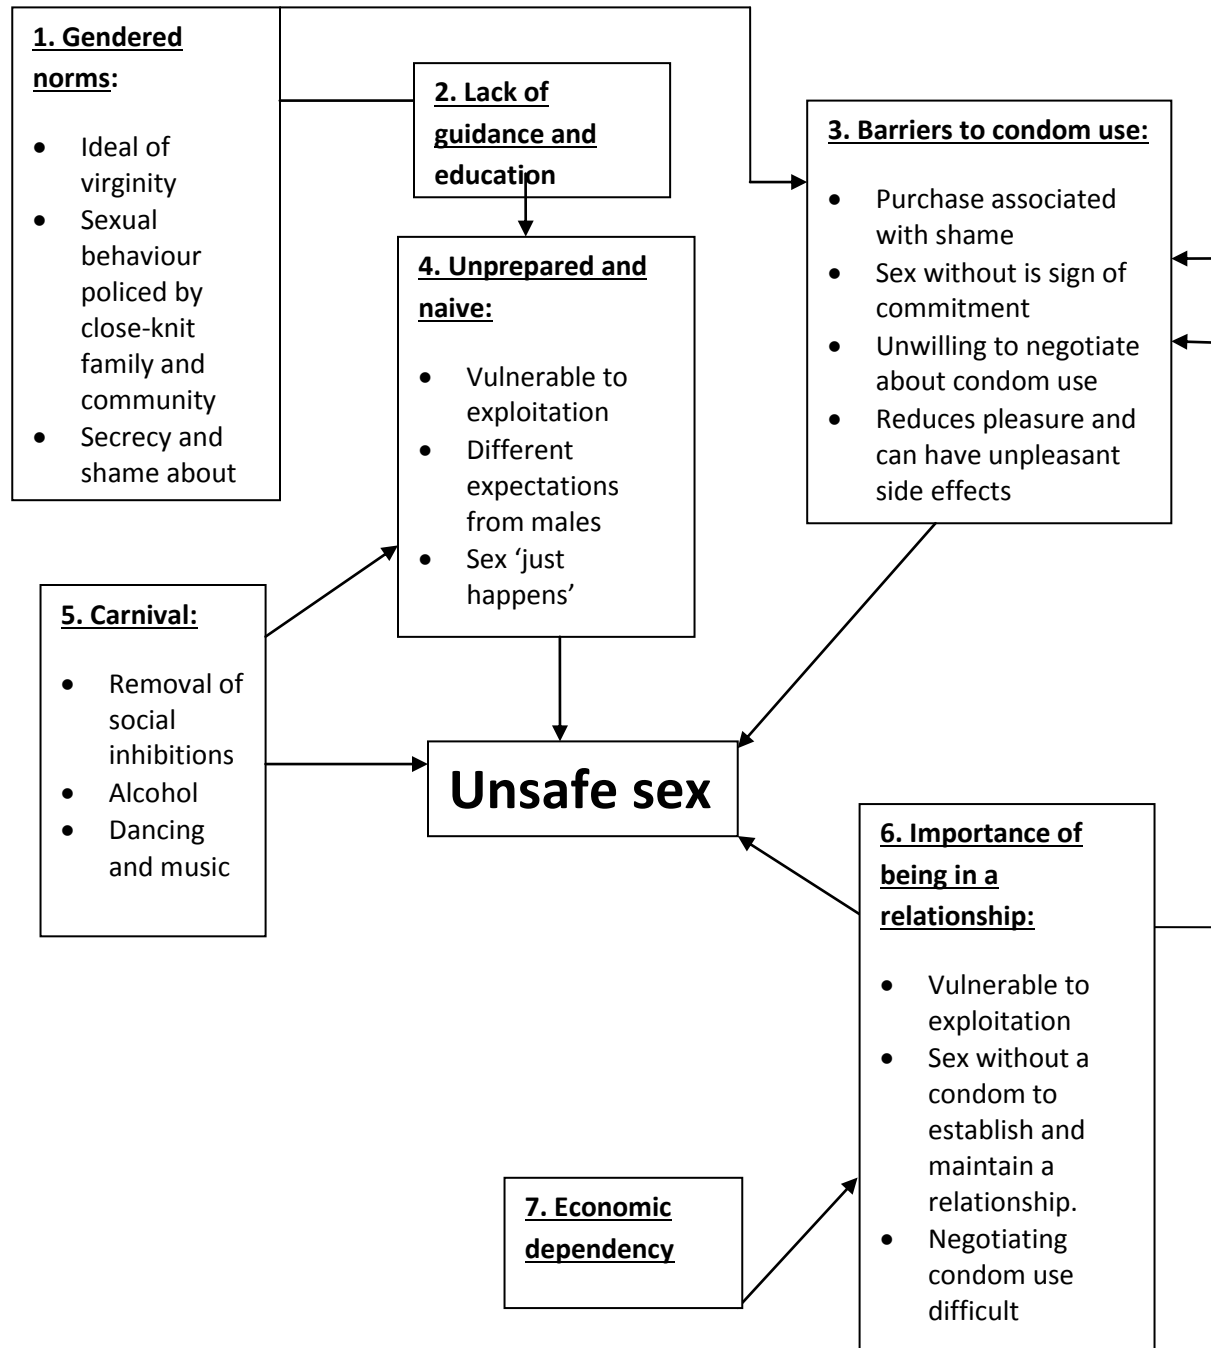 1. Gendered
norms:
• Ideal of
virginity
• Sexual
behaviour
policed by
close-knit
family and
community
• Secrecy and
shame about
2. Lack of
guidance and
education
3. Barriers to condom use:
• Purchase associated
with shame
• Sex without is sign of
commitment
• Unwilling to negotiate
about condom use
• Reduces pleasure and
can have unpleasant
side effects
4. Unprepared and
naive:
• Vulnerable to
exploitation
• Different
expectations
from males
• Sex ‘just
happens’
5. Carnival:
• Removal of
social
inhibitions
• Alcohol
• Dancing
and music
Unsafe sex
6. Importance of
being in a
relationship:
• Vulnerable to
exploitation
• Sex without a
condom to
establish and
maintain a
relationship.
• Negotiating
condom use
difficult
7. Economic
dependency